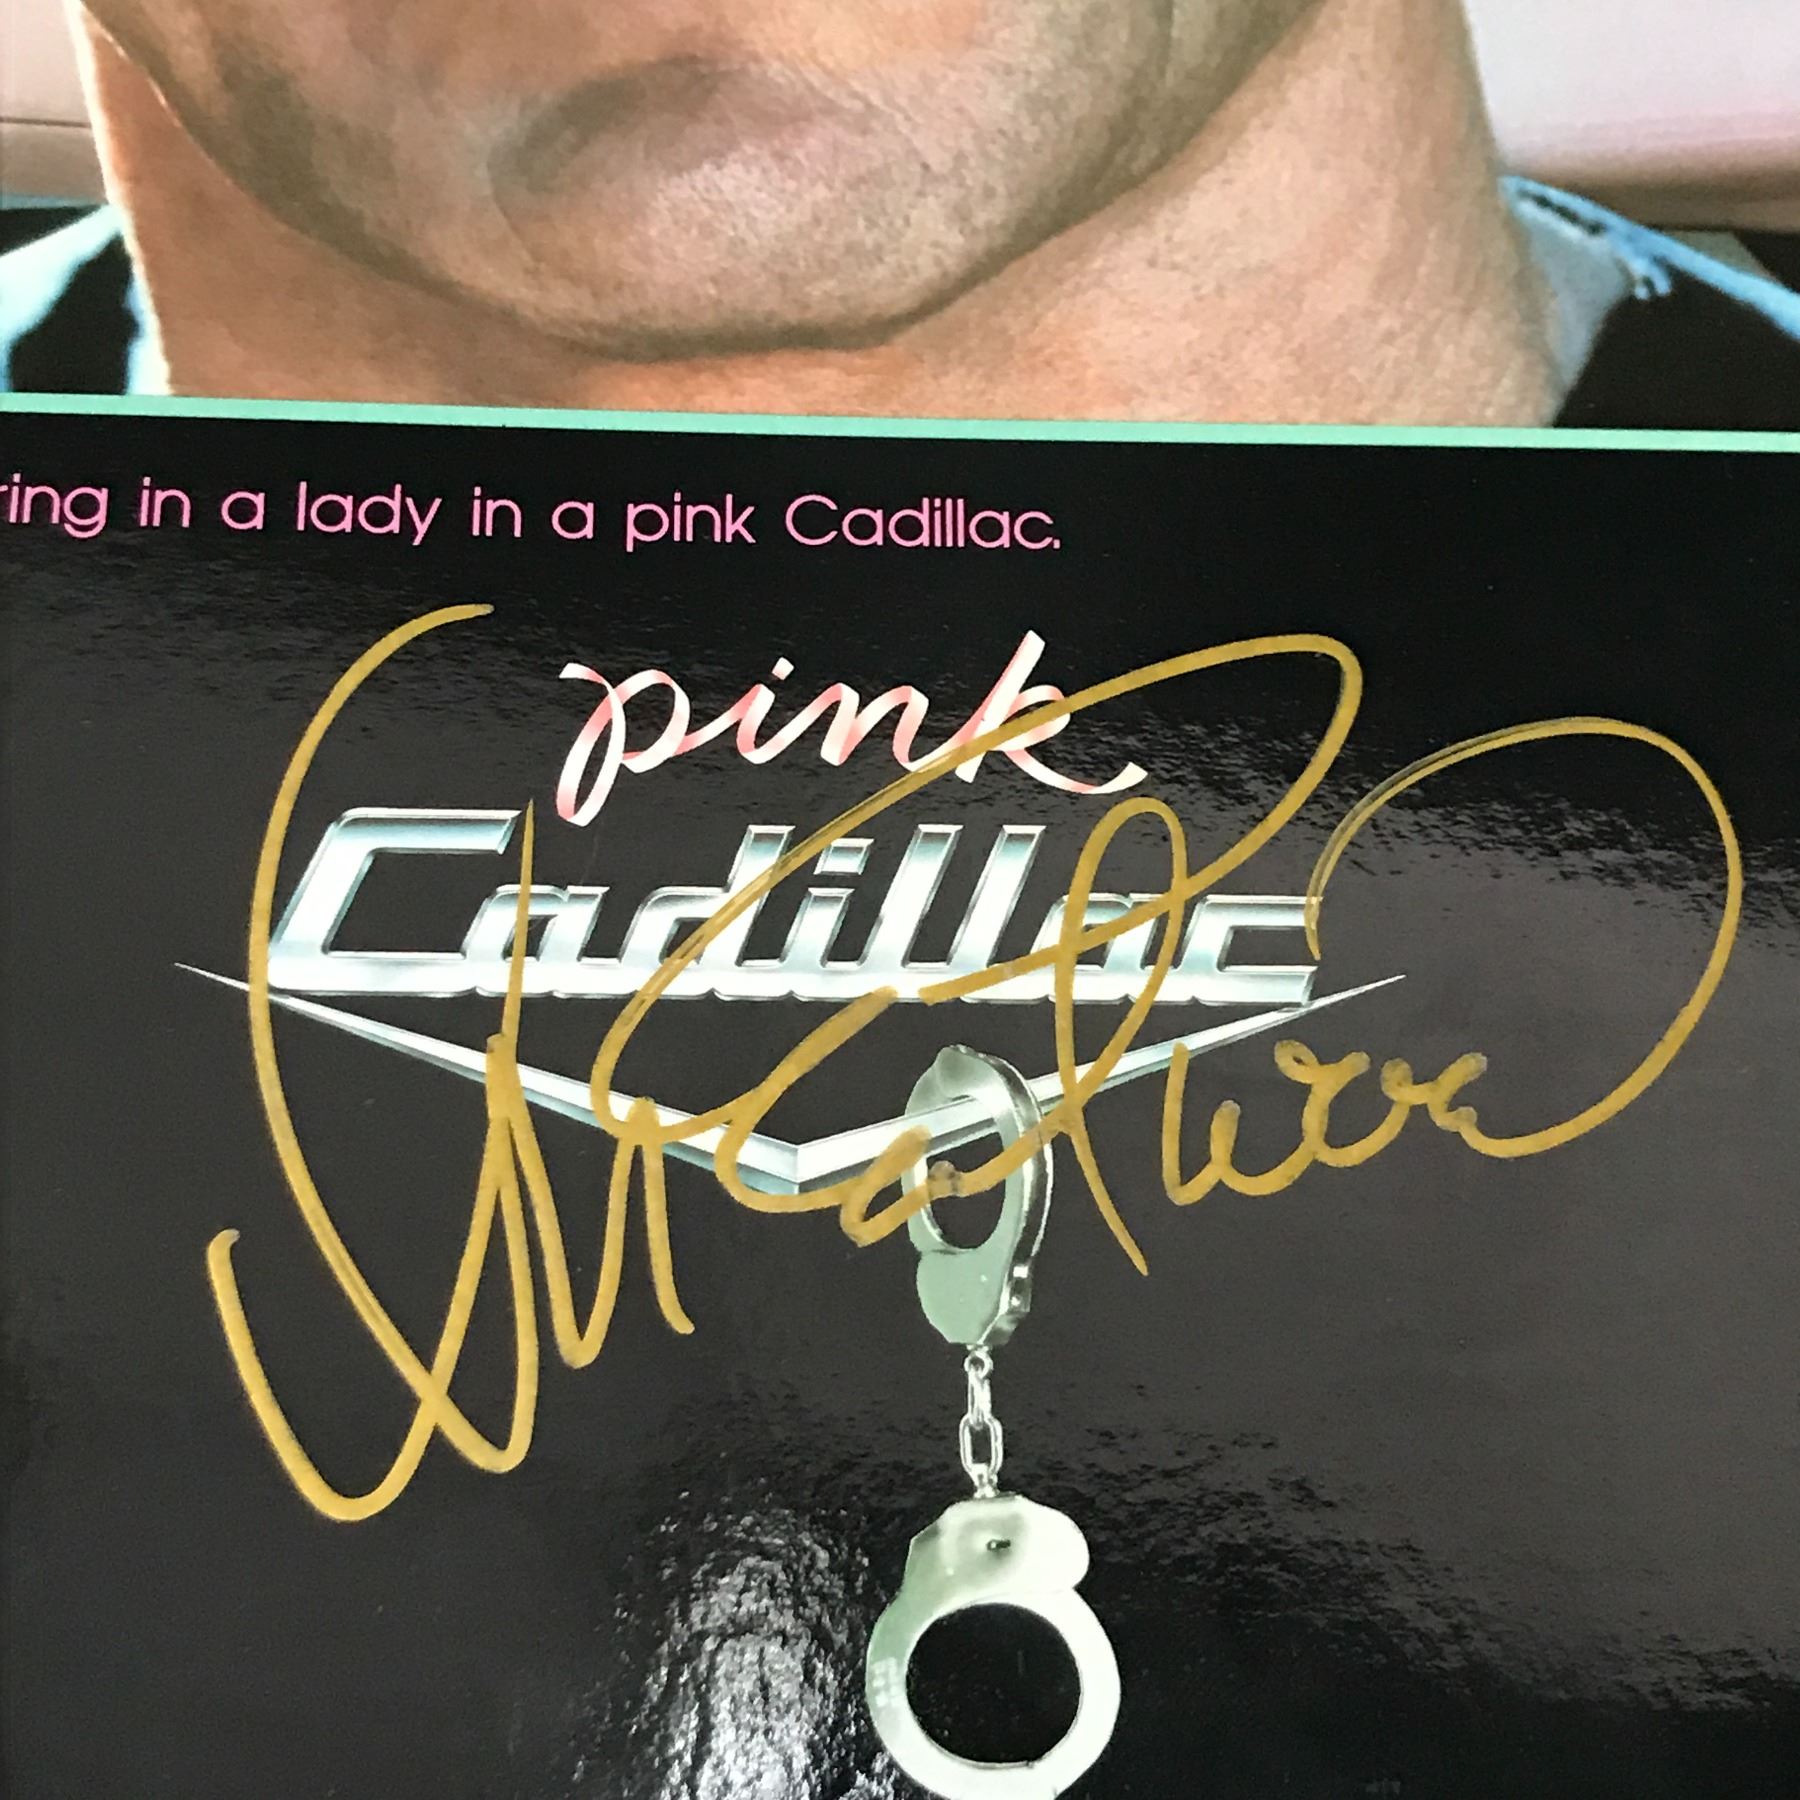 ring in a lady in a pink Cadillac.
pink
Cadillac